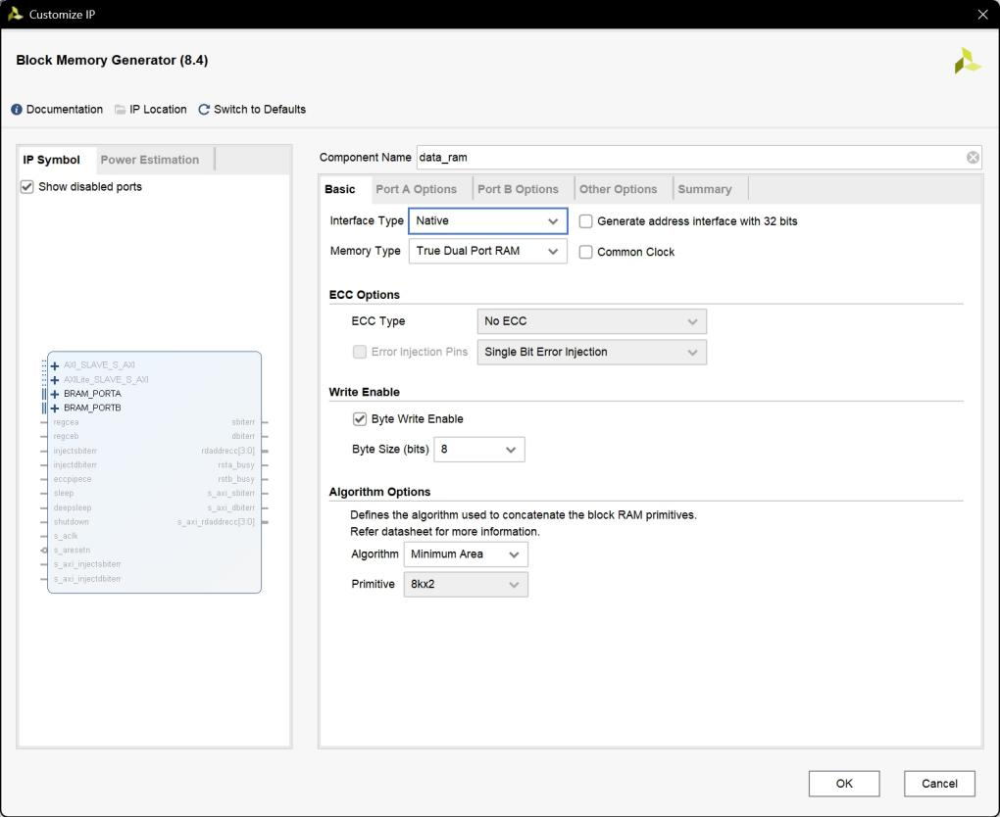 Customize IP
Block Memory Generator (8.4)
Documentation IP Location Switch to Defaults
IP Symbol Power Estimation
Show disabled ports
AXI_SLAVE_S_AXI
AXILite_SLAVE_S_AXI
BRAM_PORTA
BRAM_PORTB
regcea sbiterr
regceb dbiterr
injectsbiterr rdaddrecc[3:0]
injectdbiterr rsta_busy
eccpipece rstb_busy
sleep s_axi_sbiterr
deepsleep s_axi_dbiterr
shutdown s_axi_rdaddrecc[3:0]
s_aclk
s_aresetn
s_axi_injectsbiterr
s_axi_injectdbiterr
Component Name data_ram
Basic Port A Options Port B Options Other Options Summary
Interface Type Native Generate address interface with 32 bits
Memory Type True Dual Port RAM Common Clock
ECC Options
ECC Type No ECC
Error Injection Pins Single Bit Error Injection
Write Enable
Byte Write Enable
Byte Size (bits) 8
Algorithm Options
Defines the algorithm used to concatenate the block RAM primitives.
Refer datasheet for more information.
Algorithm Minimum Area
Primitive 8kx2
OK Cancel